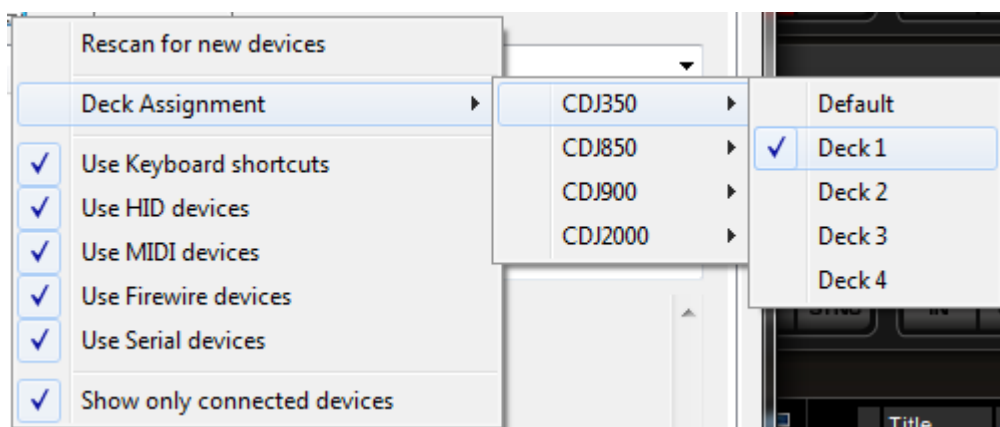 Rescan for new devices
Deck Assignment
Use Keyboard shortcuts
Use HID devices
Use MIDI devices
Use Firewire devices
Use Serial devices
Show only connected devices
CDJ350
CDJ850
CDJ900
CDJ2000
Default
Deck 1
Deck 2
Deck 3
Deck 4
SYNC
IN
Title